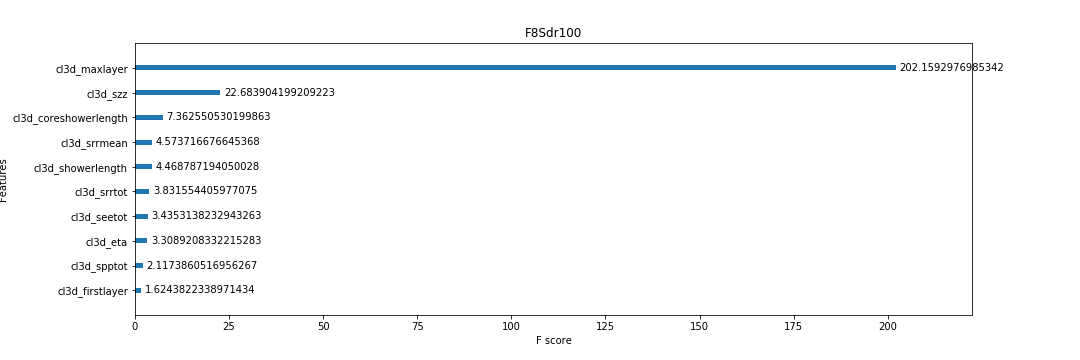 F8Sdr100
cl3d_maxlayer 202.1592976985342
cl3d_szz 22.683904199209223
cl3d_coreshowerlength 7.362550530199863
cl3d_srrmean 4.573716676645368
cl3d_showerlength 4.468787194050028
cl3d_srrtot 3.831554405977075
cl3d_seetot 3.4353138232943263
cl3d_eta 3.3089208332215283
cl3d_spptot 2.1173860516956267
cl3d_firstlayer 1.6243822338971434
Features
0 25 50 75 100 125 150 175 200
F score